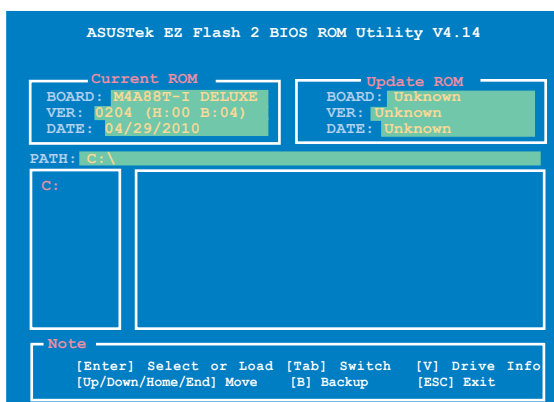 ASUSTek EZ Flash 2 BIOS ROM Utility V4.14
Current ROM
BOARD: M4A88T-I DELUXE
VER: 0204 (H:00 B:04)
DATE: 04/29/2010
Update ROM
BOARD: Unknown
VER: Unknown
DATE: Unknown
PATH: C:\
C:
Note
[Enter] Select or Load [Tab] Switch [V] Drive Info
[Up/Down/Home/End] Move [B] Backup [ESC] Exit